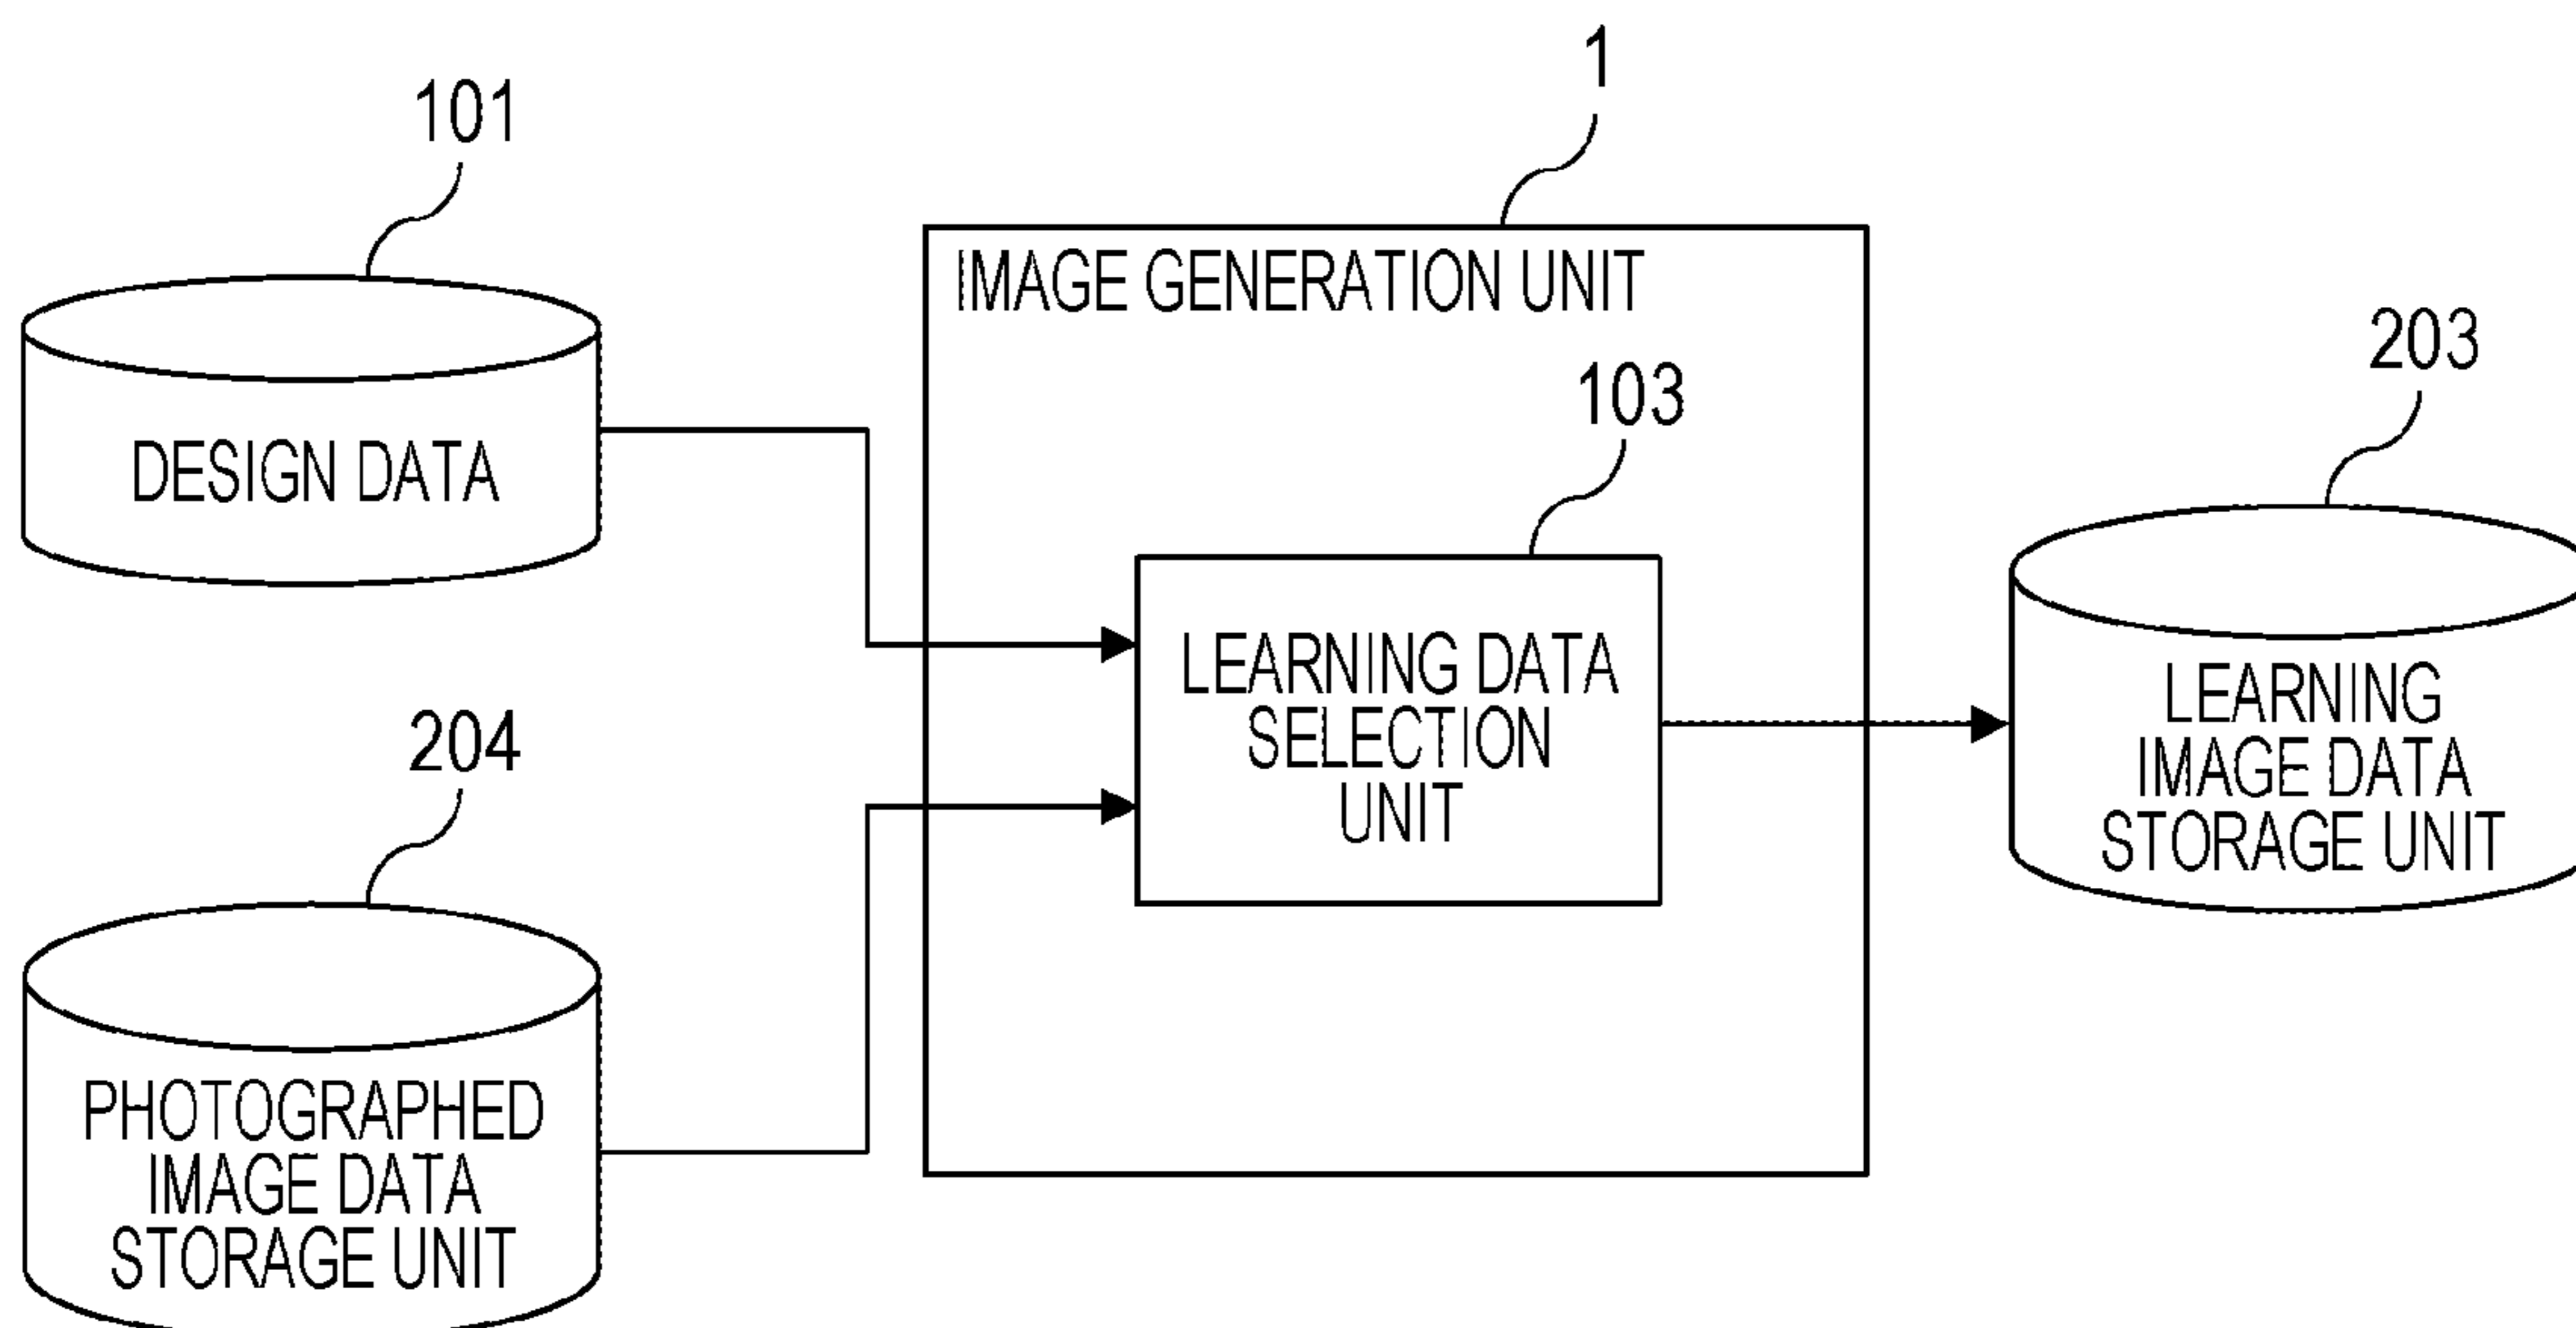 1
101
IMAGE GENERATION UNIT
203
103
DESIGN DATA
LEARNING DATA
SELECTION
UNIT
204
LEARNING
IMAGE DATA
STORAGE UNIT
PHOTOGRAPHED
IMAGE DATA
STORAGE UNIT